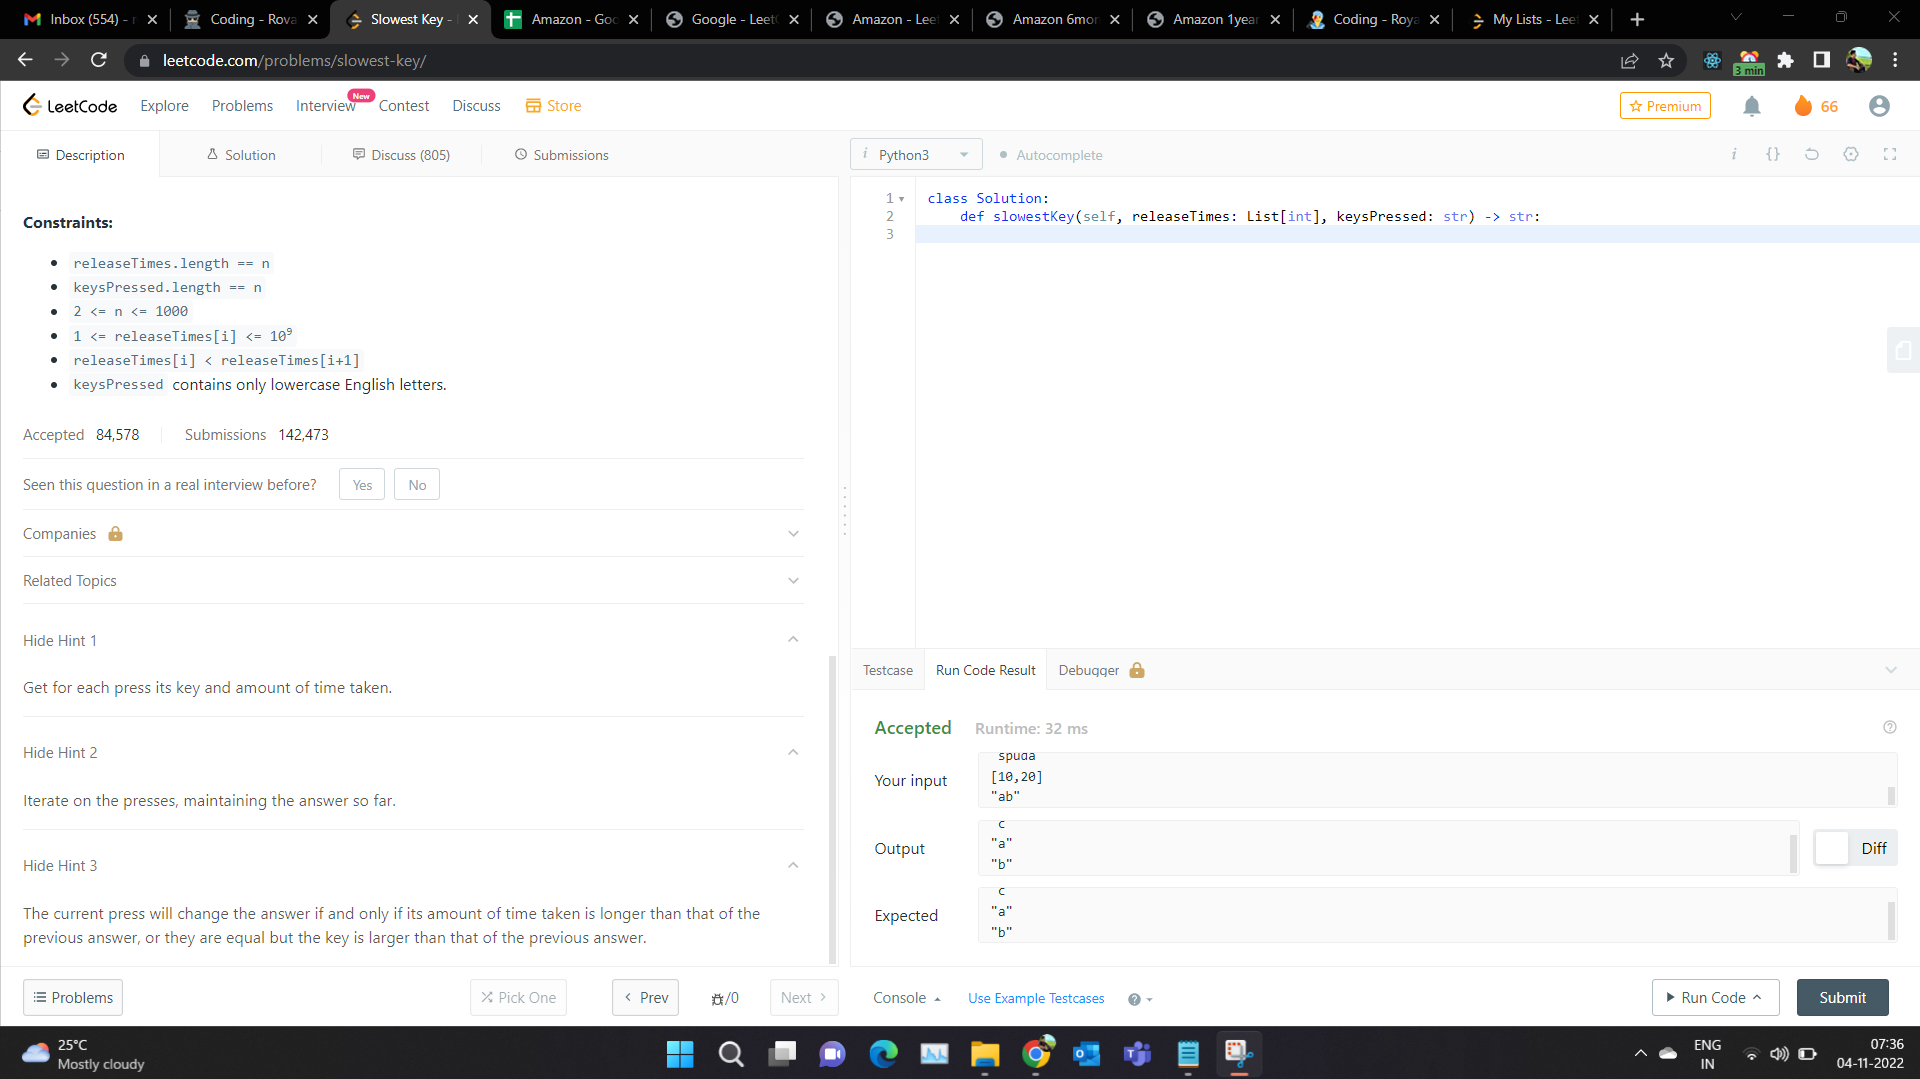 Inbox (554) - r
Coding - Rova
Slowest Key -
Amazon - Goo
Google - LeetC
Amazon - Leet
Amazon 6mon
Amazon 1year
Coding - Roya
My Lists - Leet
leetcode.com/problems/slowest-key/
3 min
LeetCode
Explore
Problems
Interview
New
Contest
Discuss
Store
Premium
66
Description
Solution
Discuss (805)
Submissions
i Python3
Autocomplete
i {}
Constraints:
releaseTimes.length == n
keysPressed.length == n
2 <= n <= 1000
1 <= releaseTimes[i] <= 10⁹
releaseTimes[i] < releaseTimes[i+1]
keysPressed contains only lowercase English letters.
Accepted 84,578 Submissions 142,473
Seen this question in a real interview before? Yes No
Companies
Related Topics
Hide Hint 1
Get for each press its key and amount of time taken.
Hide Hint 2
Iterate on the presses, maintaining the answer so far.
Hide Hint 3
The current press will change the answer if and only if its amount of time taken is longer than that of the
previous answer, or they are equal but the key is larger than that of the previous answer.
Problems
Pick One
Prev
/0
Next
1 class Solution:
2 def slowestKey(self, releaseTimes: List[int], keysPressed: str) -> str:
3
Testcase
Run Code Result
Debugger
Accepted Runtime: 32 ms
Your input
spuda
[10,20]
"ab"
Output
c
"a"
"b"
Diff
Expected
c
"a"
"b"
Console
Use Example Testcases
Run Code
Submit
25°C
Mostly cloudy
ENG
IN
07:36
04-11-2022